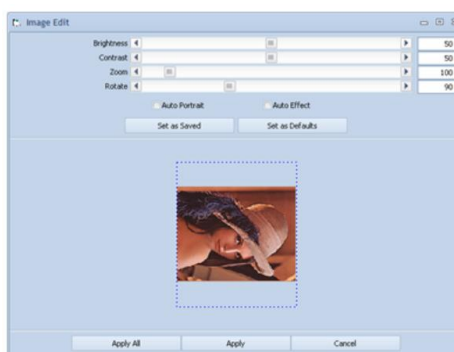 Image Edit
Brightness 50
Contrast 50
Zoom 100
Rotate 90
Auto Portrait Auto Effect
Set as Saved Set as Defaults
Apply All Apply Cancel